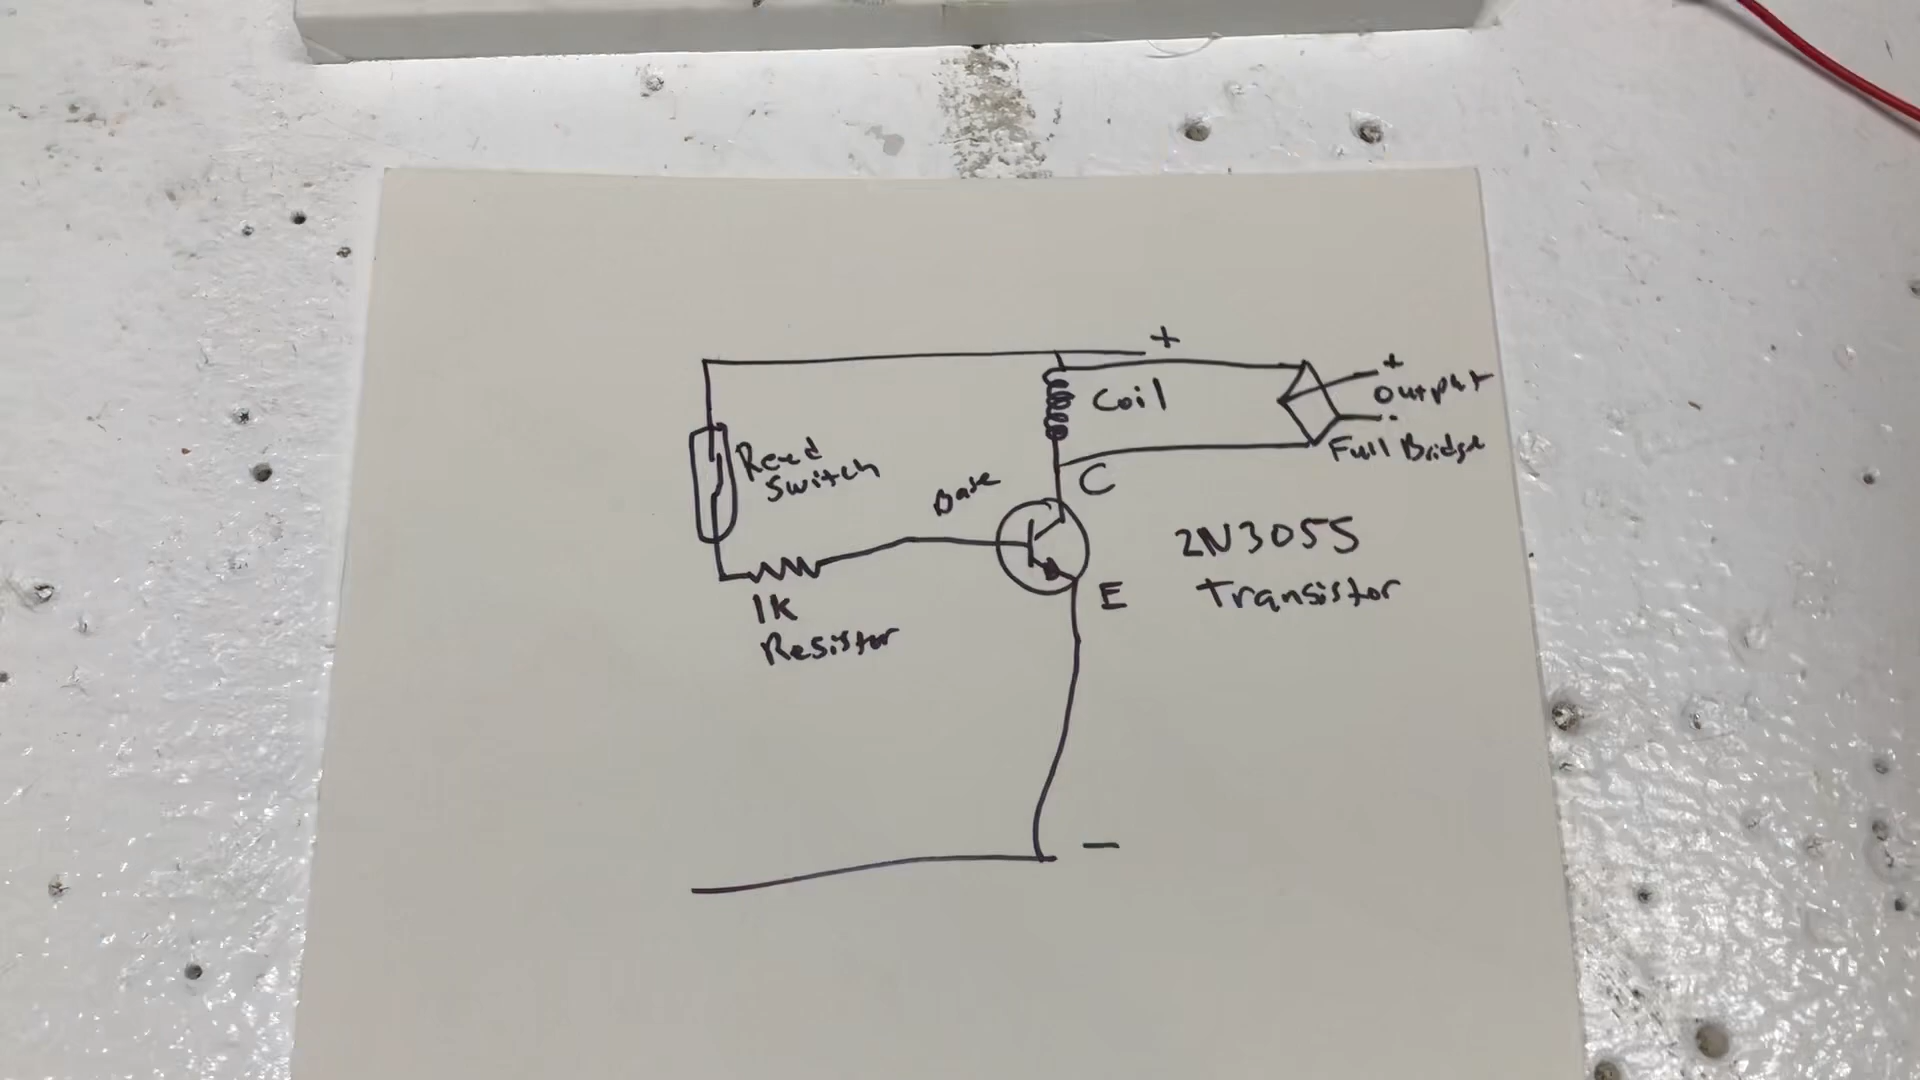 +
Coil
+
Output
-
Full Bridge
Reed
Switch
Base
C
2N3055
Transistor
E
1K
Resistor
-